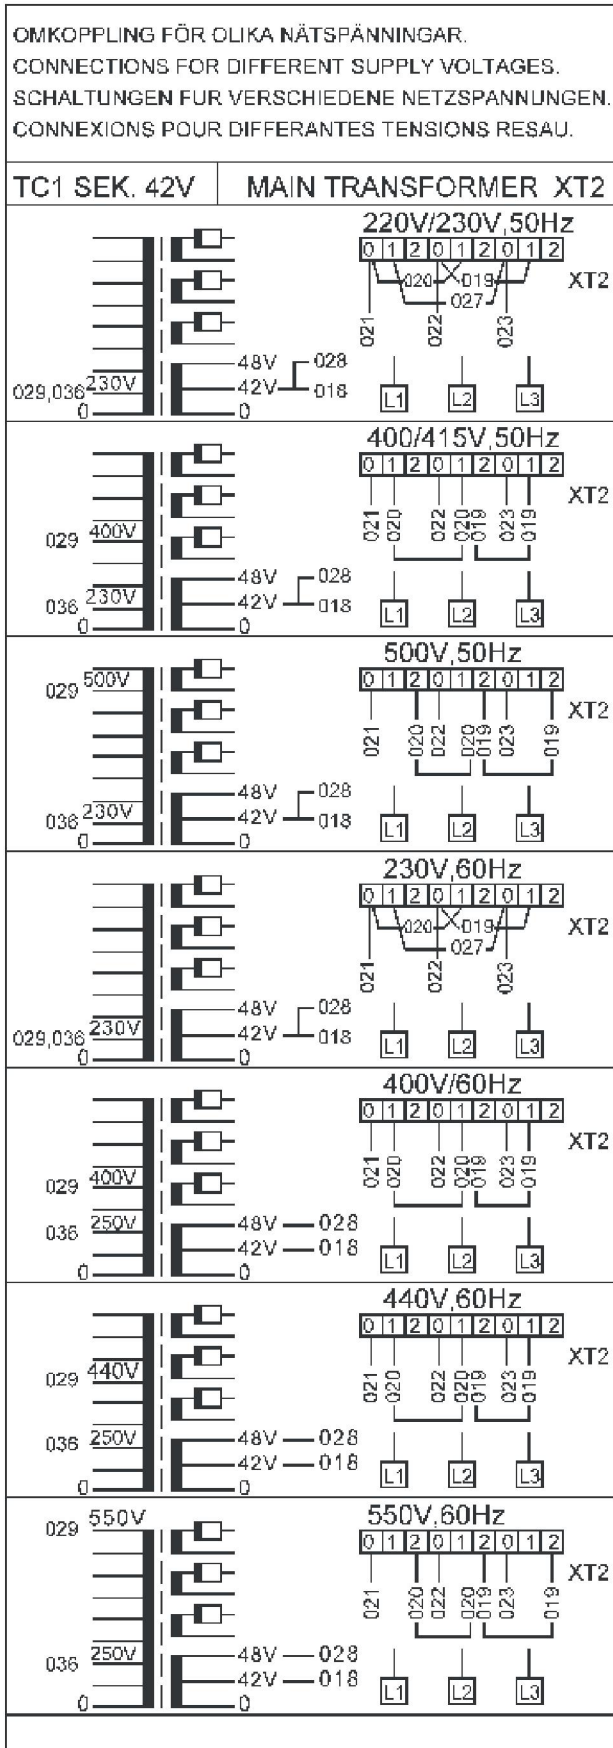 OMKOPPLING FÖR OLIKA NÄTSPÄNNINGAR.
CONNECTIONS FOR DIFFERENT SUPPLY VOLTAGES.
SCHALTUNGEN FUR VERSCHIEDENE NETZSPANNUNGEN.
CONNEXIONS POUR DIFFERANTES TENSIONS RESAU.
TC1 SEK. 42V MAIN TRANSFORMER XT2
220V/230V,50Hz
0 1 2 0 1 2 0 1 2
XT2
020 019
027
021 022 023
48V 028
029,036 230V 42V 018
0 0
L1 L2 L3
400/415V,50Hz
0 1 2 0 1 2 0 1 2
XT2
021 020 022 020 019 023 019
029 400V
48V 028
036 230V 42V 018
0 0
L1 L2 L3
500V,50Hz
0 1 2 0 1 2 0 1 2
029 500V
XT2
021 020 022 020 019 023 019
48V 028
036 230V 42V 018
0 0
L1 L2 L3
230V,60Hz
0 1 2 0 1 2 0 1 2
XT2
020 019
027
021 022 023
48V 028
029,036 230V 42V 018
0 0
L1 L2 L3
400V/60Hz
0 1 2 0 1 2 0 1 2
XT2
021 020 022 020 019 023 019
029 400V
036 250V 48V 028
42V 018
0 0
L1 L2 L3
440V,60Hz
0 1 2 0 1 2 0 1 2
XT2
029 440V
021 020 022 020 019 023 019
036 250V 48V 028
42V 018
0 0
L1 L2 L3
550V,60Hz
029 550V
0 1 2 0 1 2 0 1 2
XT2
021 020 022 020 019 023 019
036 250V 48V 028
42V 018
0 0
L1 L2 L3